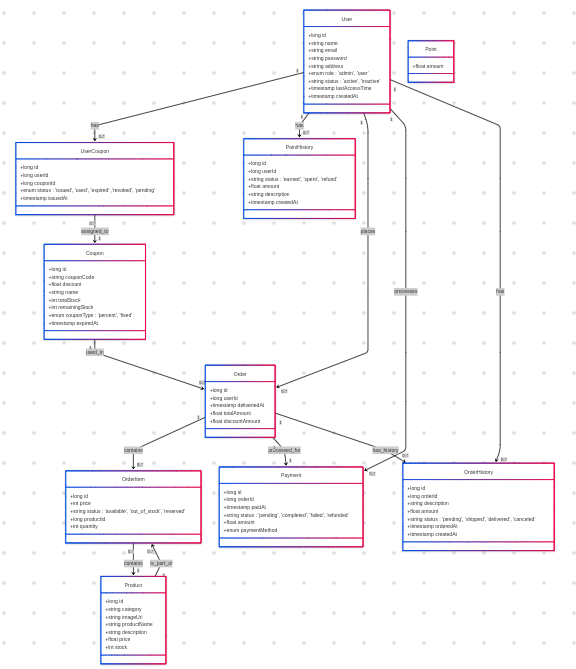 User
+long id
+string name
+string email
+string password
+string address
+enum role : 'admin', 'user'
+string status : 'active', 'inactive'
+timestamp lastAccessTime
+timestamp createdAt
Point
+float amount
1
1
1
1
has
0..*
has
0..*
UserCoupon
+long id
+long userId
+long couponId
+enum status : 'issued', 'used', 'expired', 'revoked', 'pending'
+timestamp issuedAt
PointHistory
+long id
+long userId
+string status : 'earned', 'spent', 'refund'
+float amount
+string description
+timestamp createdAt
0..*
assigned_to
1
places
Coupon
+long id
+string couponCode
+float discount
+string name
+int totalStock
+int remainingStock
+enum couponType : 'percent', 'fixed'
+timestamp expiredAt
processes
has
1
used_in
0..*
0..*
Order
+long id
+long userId
+timestamp deliveredAt
+float totalAmount
+float discountAmount
1
1
contains
0..*
processed_for
1
has_history
0..*
0..*
0..*
OrderItem
+long id
+int price
+string status : 'available', 'out_of_stock', 'reserved'
+long productId
+int quantity
Payment
+long id
+long orderId
+timestamp paidAt
+string status : 'pending', 'completed', 'failed', 'refunded'
+float amount
+enum paymentMethod
OrderHistory
+long id
+long orderId
+string description
+float amount
+string status : 'pending', 'shipped', 'delivered', 'canceled'
+timestamp orderedAt
+timestamp createdAt
0..*
0..*
contains
is_part_of
1
Product
+long id
+string category
+string imageUrl
+string productName
+string description
+float price
+int stock